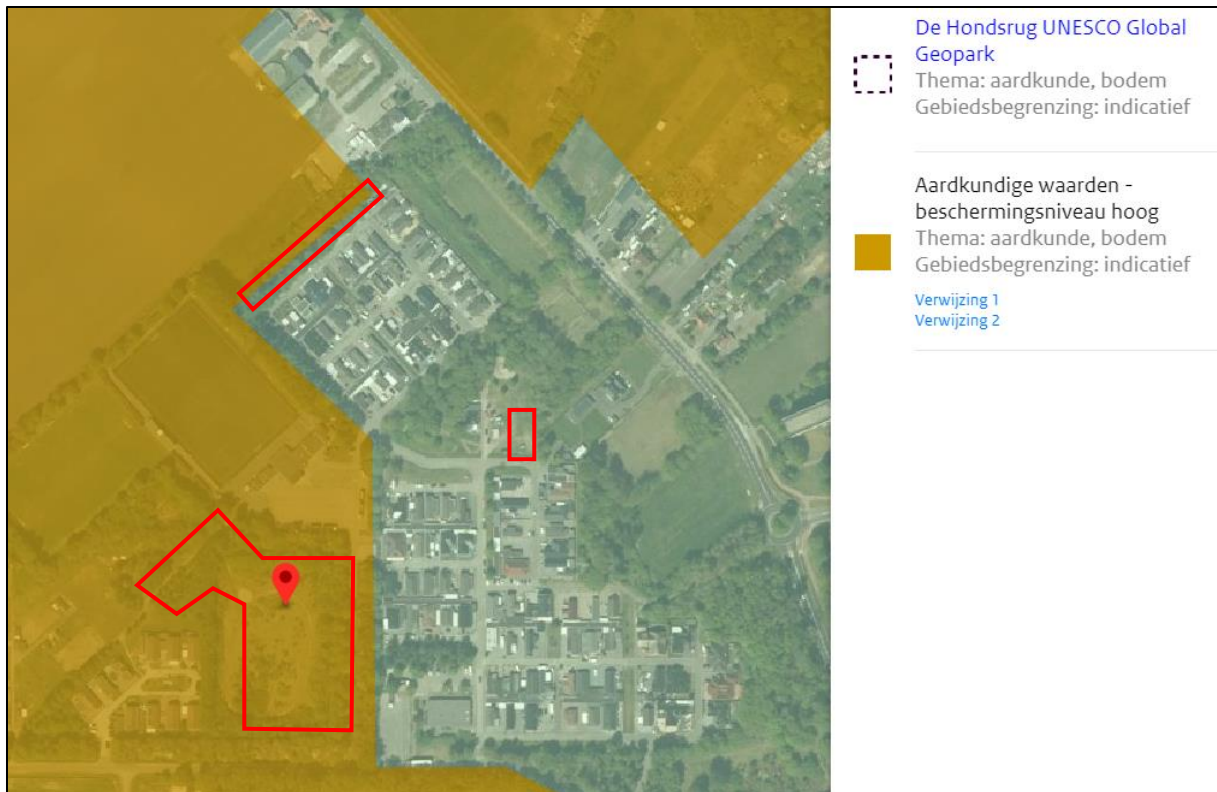 De Hondsrug UNESCO Global
Geopark
Thema: aardkunde, bodem
Gebiedsbegrenzing: indicatief
Aardkundige waarden -
beschermingsniveau hoog
Thema: aardkunde, bodem
Gebiedsbegrenzing: indicatief
Verwijzing 1
Verwijzing 2